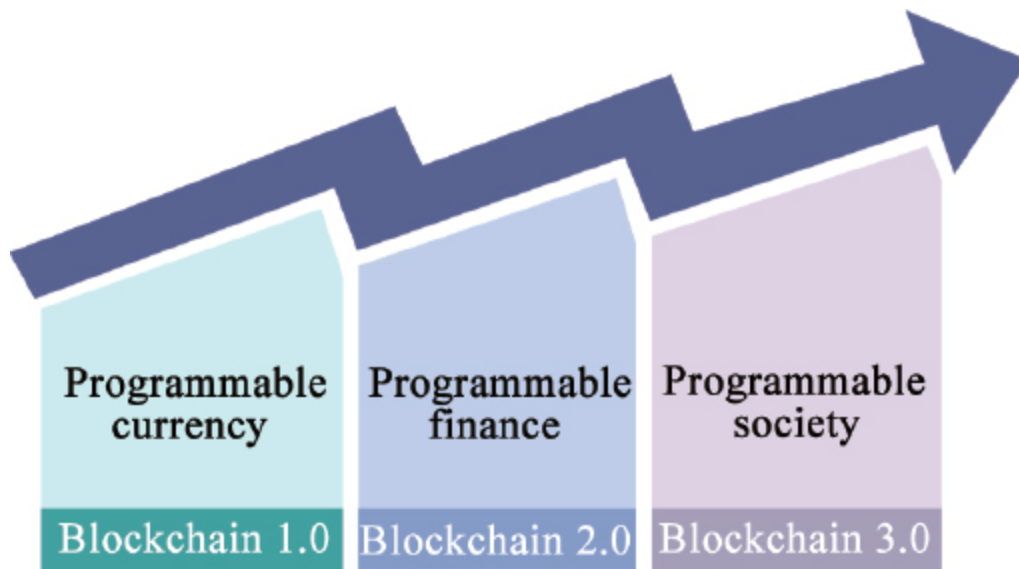 Programmable
currency
Blockchain 1.0
Programmable
finance
Blockchain 2.0
Programmable
society
Blockchain 3.0